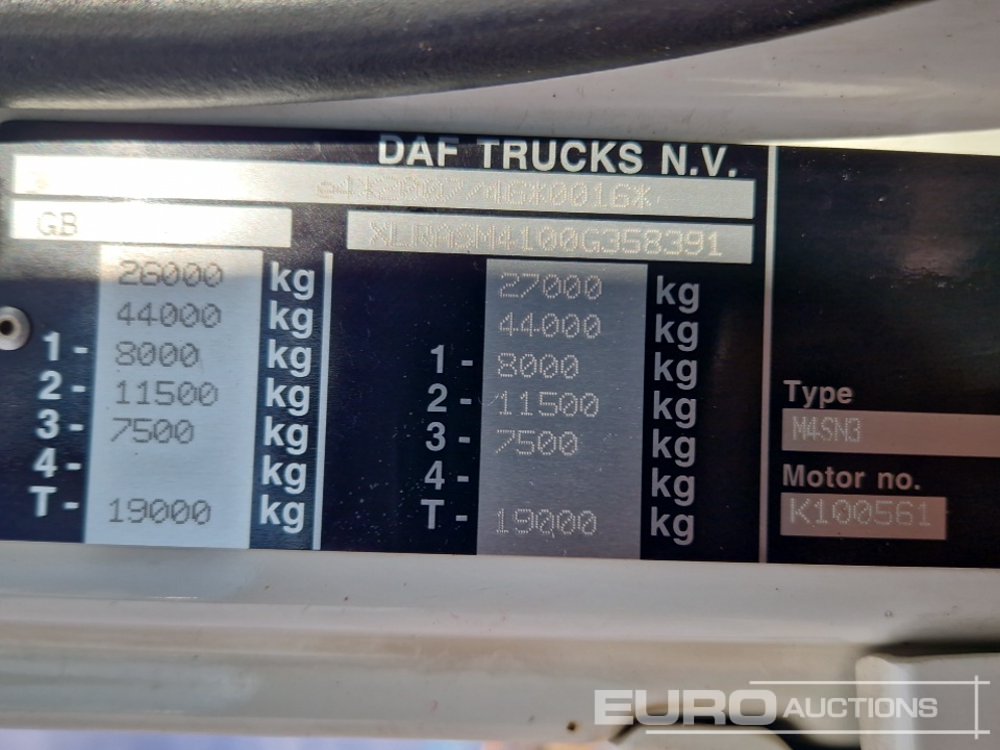 DAF TRUCKS N.V.
e4*2007/46*0016*
GB XLRASM4100G358391
26000 kg 27000 kg
44000 kg 44000 kg
1- 8000 kg 1- 8000 kg
2- 11500 kg 2- 11500 kg
3- 7500 kg 3- 7500 kg
4- kg 4- kg
T- 19000 kg T- 19000 kg
Type
M4SN3
Motor no.
K100561
EURO AUCTIONS